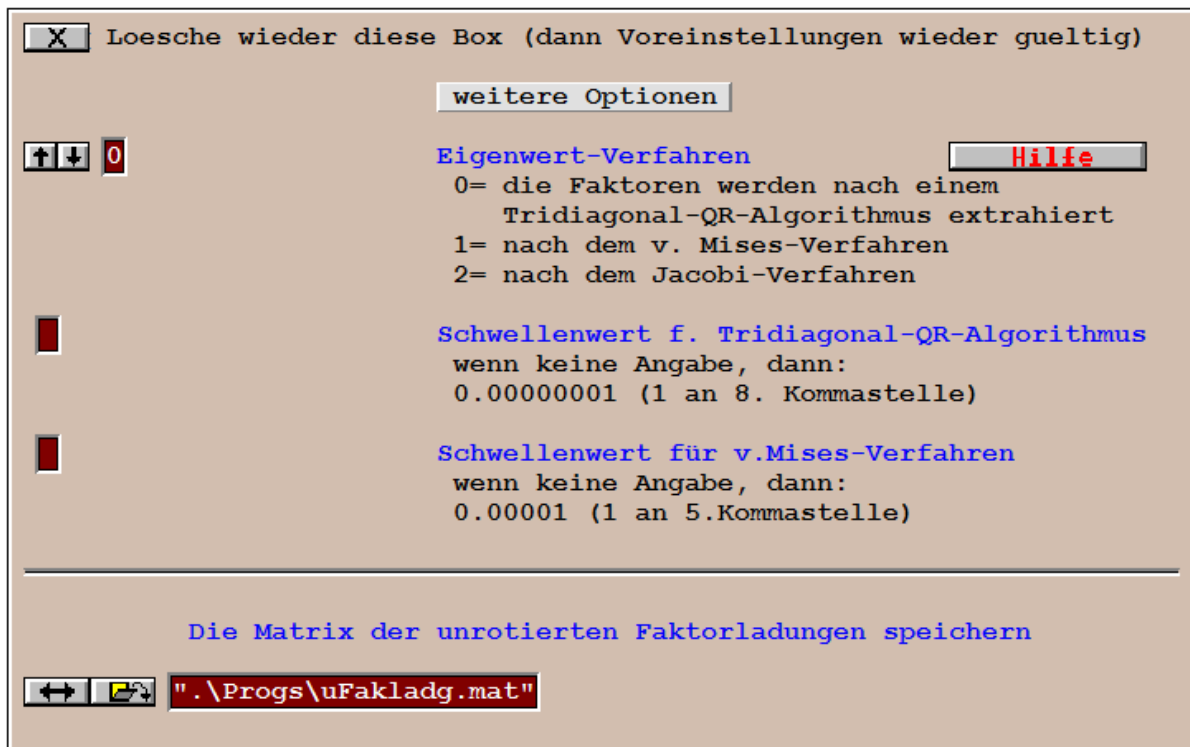 X Loesche wieder diese Box (dann Voreinstellungen wieder gueltig)
weitere Optionen
0 Eigenwert-Verfahren Hilfe
0= die Faktoren werden nach einem
Tridiagonal-QR-Algorithmus extrahiert
1= nach dem v. Mises-Verfahren
2= nach dem Jacobi-Verfahren
Schwellenwert f. Tridiagonal-QR-Algorithmus
wenn keine Angabe, dann:
0.00000001 (1 an 8. Kommastelle)
Schwellenwert für v.Mises-Verfahren
wenn keine Angabe, dann:
0.00001 (1 an 5.Kommastelle)
Die Matrix der unrotierten Faktorladungen speichern
".\Progs\uFakladg.mat"